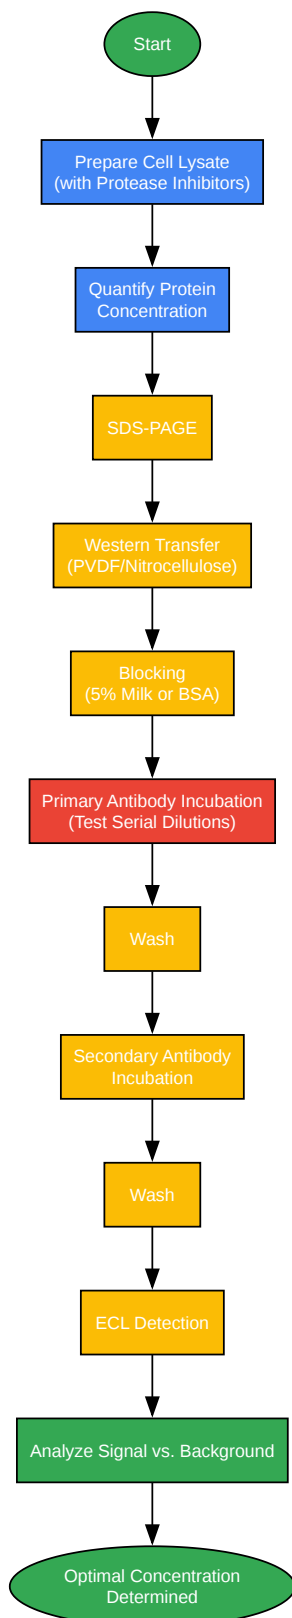 Start
Prepare Cell Lysate
(with Protease Inhibitors)
Quantify Protein
Concentration
SDS-PAGE
Western Transfer
(PVDF/Nitrocellulose)
Blocking
(5% Milk or BSA)
Primary Antibody Incubation
(Test Serial Dilutions)
Wash
Secondary Antibody
Incubation
Wash
ECL Detection
Analyze Signal vs. Background
Optimal Concentration
Determined